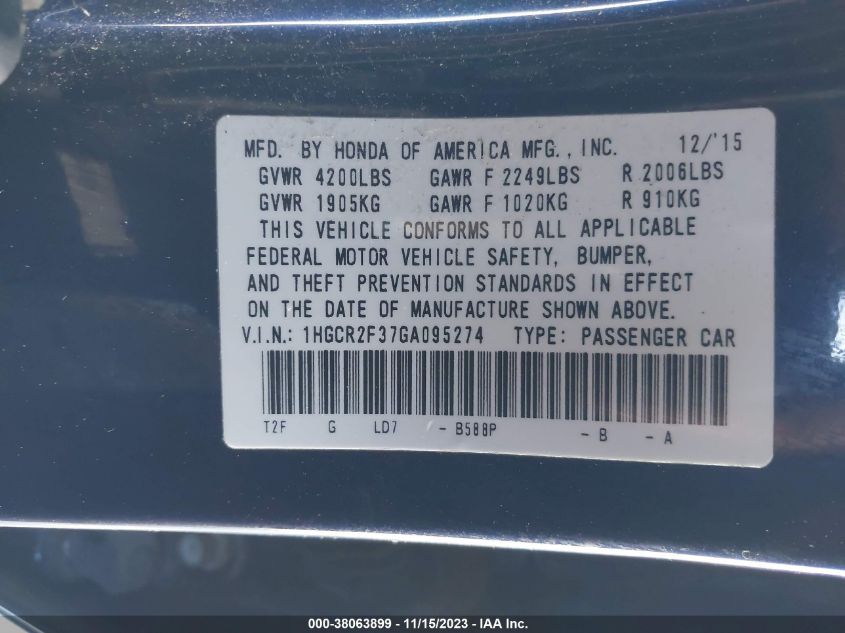 MFD. BY HONDA OF AMERICA MFG., INC. 12/'15
GVWR 4200LBS GAWR F 2249LBS R 2006LBS
GVWR 1905KG GAWR F 1020KG R 910KG
THIS VEHICLE CONFORMS TO ALL APPLICABLE
FEDERAL MOTOR VEHICLE SAFETY, BUMPER,
AND THEFT PREVENTION STANDARDS IN EFFECT
ON THE DATE OF MANUFACTURE SHOWN ABOVE.
V.I.N.: 1HGCR2F37GA095274 TYPE: PASSENGER CAR
T2F G LD7 - B588P - B - A
000-38063899 - 11/15/2023 - IAA Inc.